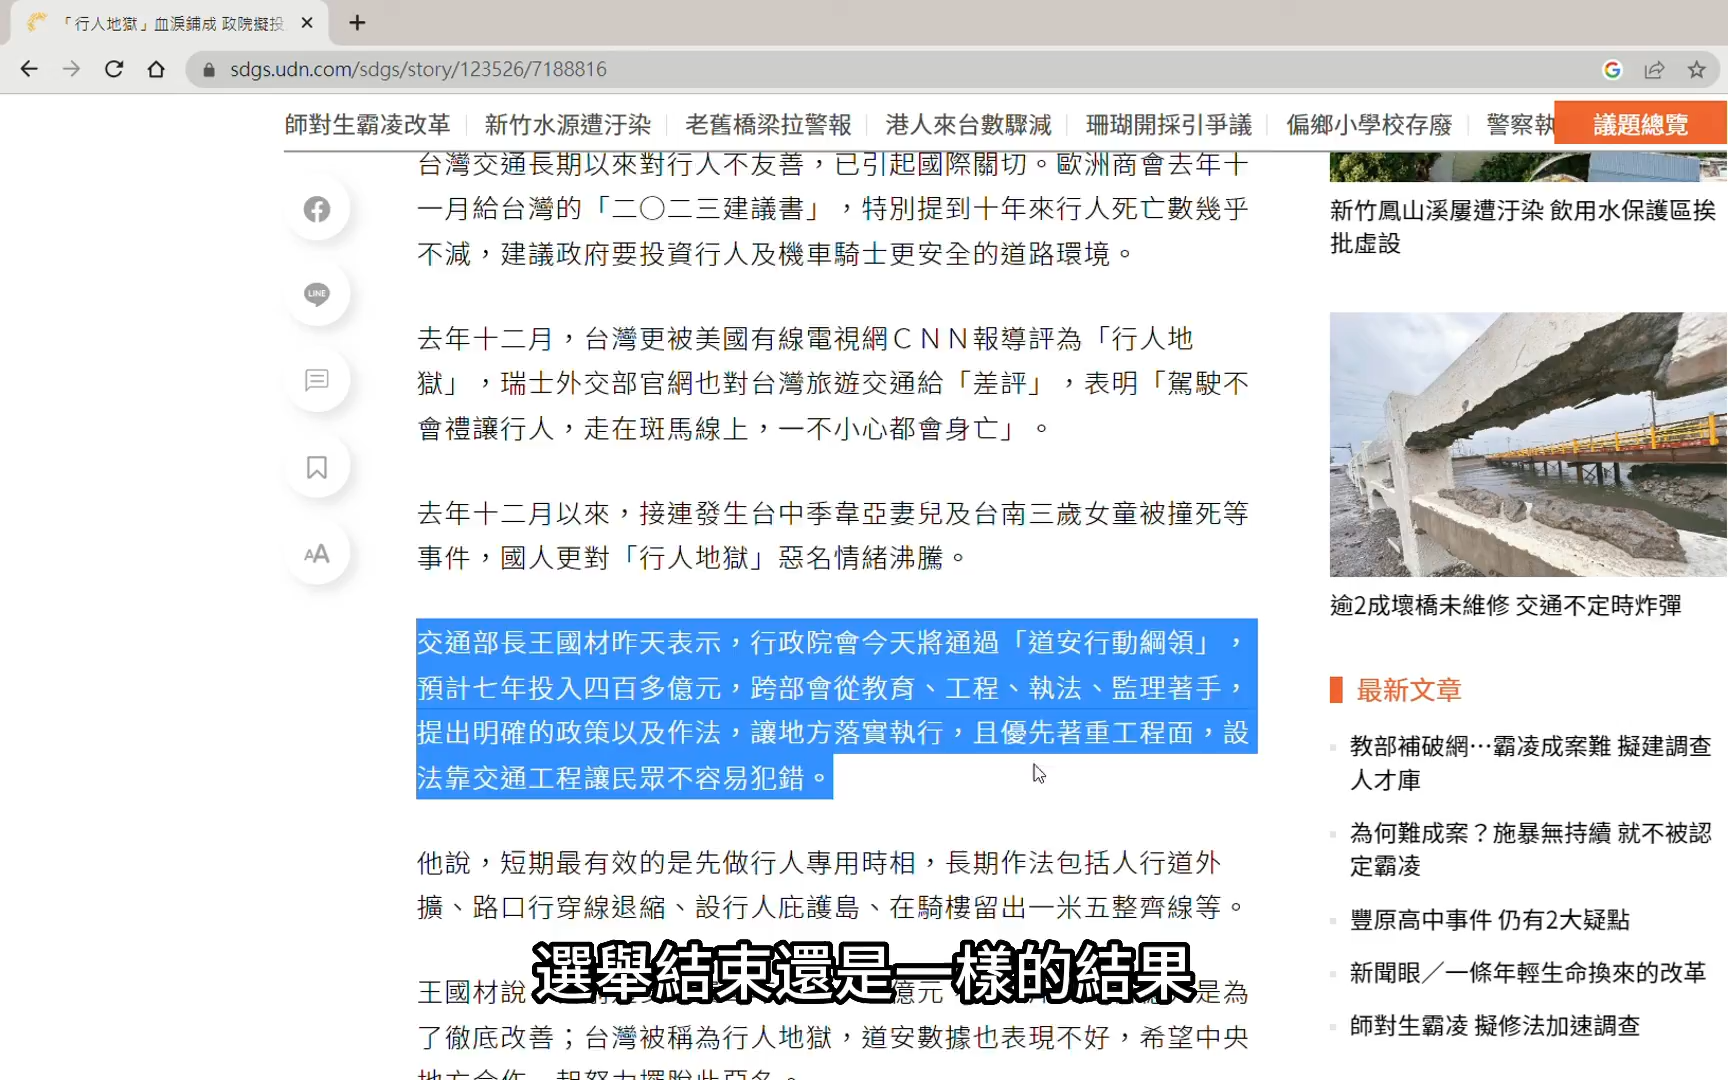 「行人地獄」血淚鋪成 政院擬投
sdgs.udn.com/sdgs/story/123526/7188816
師對生霸凌改革 新竹水源遭汙染 老舊橋梁拉警報 港人來台數驟減 珊瑚開採引爭議 偏鄉小學校存廢 警察執 議題總覽
台灣交通長期以來對行人不友善，已引起國際關切。歐洲商會去年十
一月給台灣的「二〇二三建議書」，特別提到十年來行人死亡數幾乎
不減，建議政府要投資行人及機車騎士更安全的道路環境。
去年十二月，台灣更被美國有線電視網ＣＮＮ報導評為「行人地
獄」，瑞士外交部官網也對台灣旅遊交通給「差評」，表明「駕駛不
會禮讓行人，走在斑馬線上，一不小心都會身亡」。
去年十二月以來，接連發生台中季韋亞妻兒及台南三歲女童被撞死等
事件，國人更對「行人地獄」惡名情緒沸騰。
交通部長王國材昨天表示，行政院會今天將通過「道安行動綱領」，
預計七年投入四百多億元，跨部會從教育、工程、執法、監理著手，
提出明確的政策以及作法，讓地方落實執行，且優先著重工程面，設
法靠交通工程讓民眾不容易犯錯。
他說，短期最有效的是先做行人專用時相，長期作法包括人行道外
擴、路口行穿線退縮、設行人庇護島、在騎樓留出一米五整齊線等。
王國材說 億元 是為
了徹底改善；台灣被稱為行人地獄，道安數據也表現不好，希望中央
選舉結束還是一樣的結果
LINE
AA
新竹鳳山溪屢遭汙染 飲用水保護區挨
批虛設
逾2成壞橋未維修 交通不定時炸彈
最新文章
教部補破網…霸凌成案難 擬建調查
人才庫
為何難成案？施暴無持續 就不被認
定霸凌
豐原高中事件 仍有2大疑點
新聞眼／一條年輕生命換來的改革
師對生霸凌 擬修法加速調查